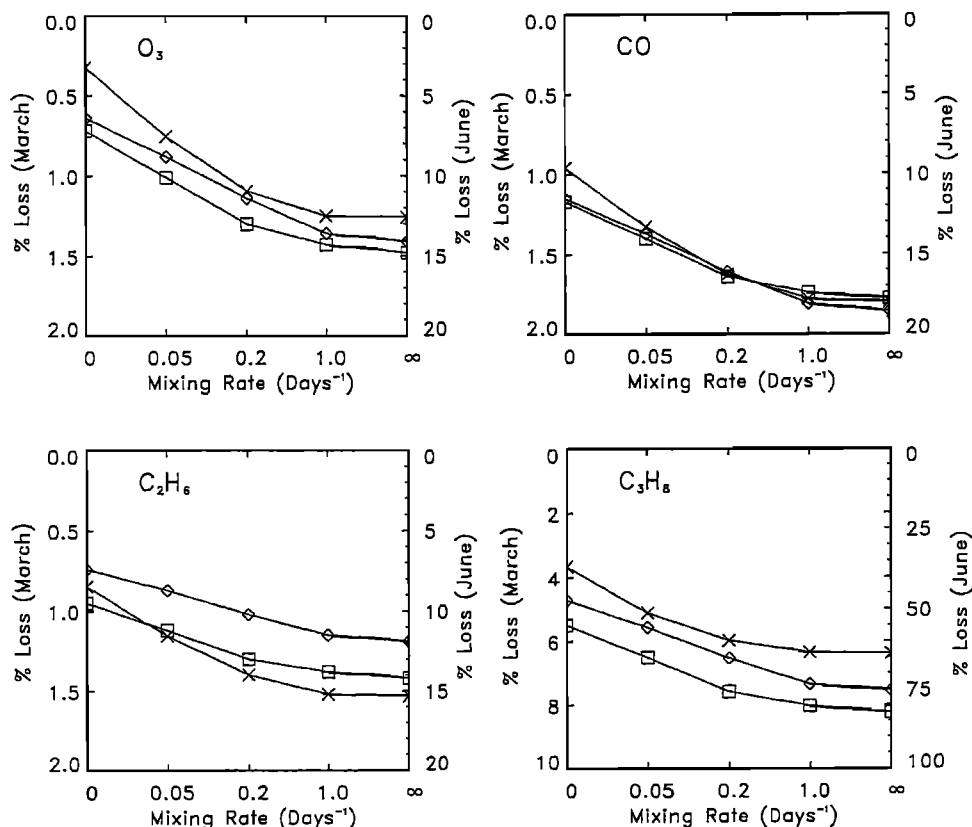 O₃
% Loss (March)
0.0
0.5
1.0
1.5
2.0
% Loss (June)
0
5
10
15
20
0 0.05 0.2 1.0 ∞
Mixing Rate (Days⁻¹)
CO
% Loss (March)
0.0
0.5
1.0
1.5
2.0
% Loss (June)
0
5
10
15
20
0 0.05 0.2 1.0 ∞
Mixing Rate (Days⁻¹)
C₂H₆
% Loss (March)
0.0
0.5
1.0
1.5
2.0
% Loss (June)
0
5
10
15
20
0 0.05 0.2 1.0 ∞
Mixing Rate (Days⁻¹)
C₃H₈
% Loss (March)
0
2
4
6
8
10
% Loss (June)
0
25
50
75
100
0 0.05 0.2 1.0 ∞
Mixing Rate (Days⁻¹)